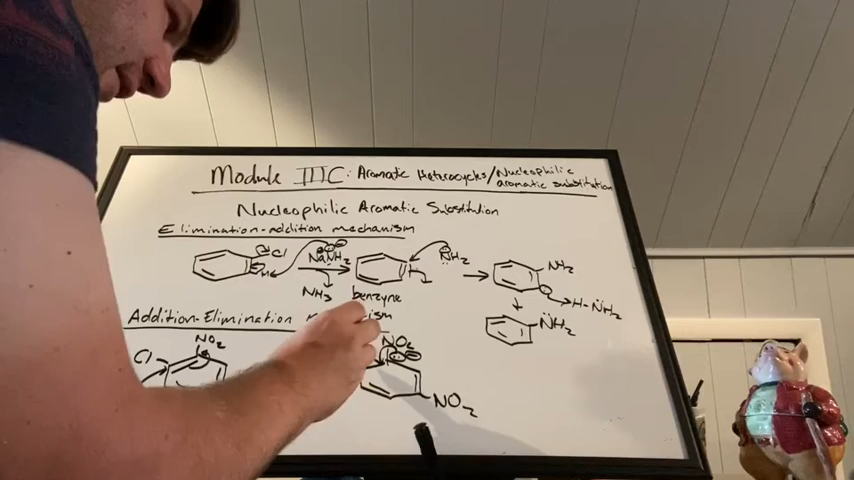 Module IIIC: Aromatic Heterocycles/Nucleophilic
aromatic substitution
Nucleophilic Aromatic Substitution
Elimination-addition mechanism
Cl
H
NaNH2
NH3
benzyne
NH2
NH2
H-NH2
NH2
Addition-Elimination
Cl
NO2
NO2
NO2